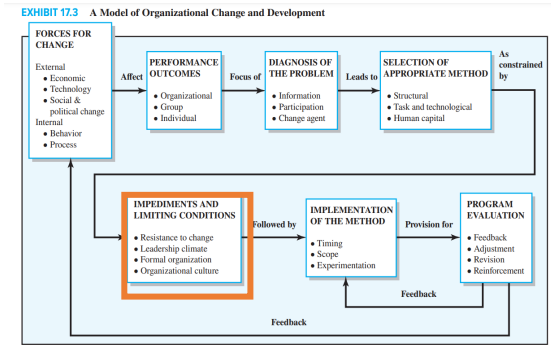 EXHIBIT 17.3 A Model of Organizational Change and Development
FORCES FOR
CHANGE
External
• Economic
• Technology
• Social &
political change
Internal
• Behavior
• Process
Affect
PERFORMANCE
OUTCOMES
• Organizational
• Group
• Individual
Focus of
DIAGNOSIS OF
THE PROBLEM
• Information
• Participation
• Change agent
Leads to
SELECTION OF
APPROPRIATE METHOD
• Structural
• Task and technological
• Human capital
As
constrained
by
IMPEDIMENTS AND
LIMITING CONDITIONS
• Resistance to change
• Leadership climate
• Formal organization
• Organizational culture
Followed by
IMPLEMENTATION
OF THE METHOD
• Timing
• Scope
• Experimentation
Provision for
PROGRAM
EVALUATION
• Feedback
• Adjustment
• Revision
• Reinforcement
Feedback
Feedback